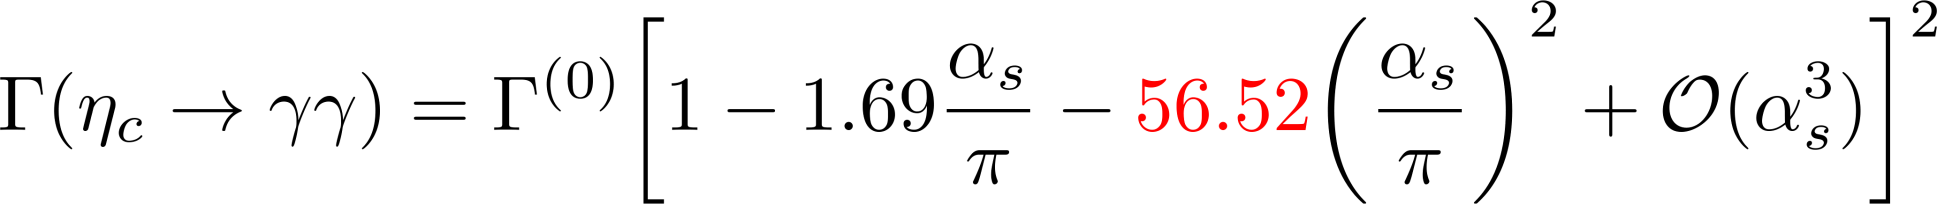 Γ(η_c → γγ) = Γ^(0) [1 − 1.69 α_s/π − 56.52 (α_s/π)^2 + 𝒪(α_s^3)]^2